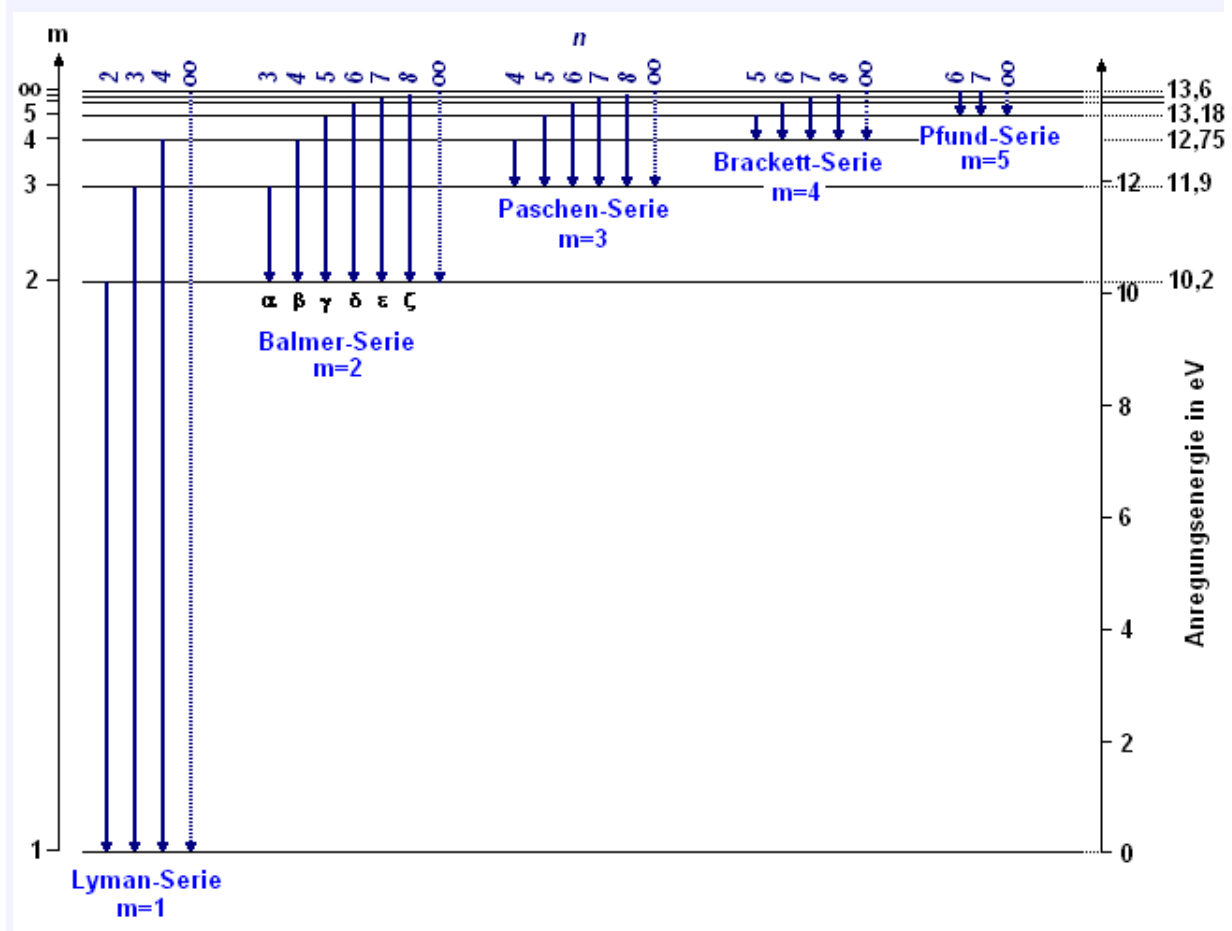 m
n
2 3 4 ∞ 3 4 5 6 7 8 ∞ 4 5 6 7 8 ∞ 5 6 7 8 ∞ 6 7 ∞
∞
5
4
3
2
1
α β γ δ ε ζ
Lyman-Serie
m=1
Balmer-Serie
m=2
Paschen-Serie
m=3
Brackett-Serie
m=4
Pfund-Serie
m=5
13,6
13,18
12,75
11,9
10,2
12
10
8
6
4
2
0
Anregungsenergie in eV